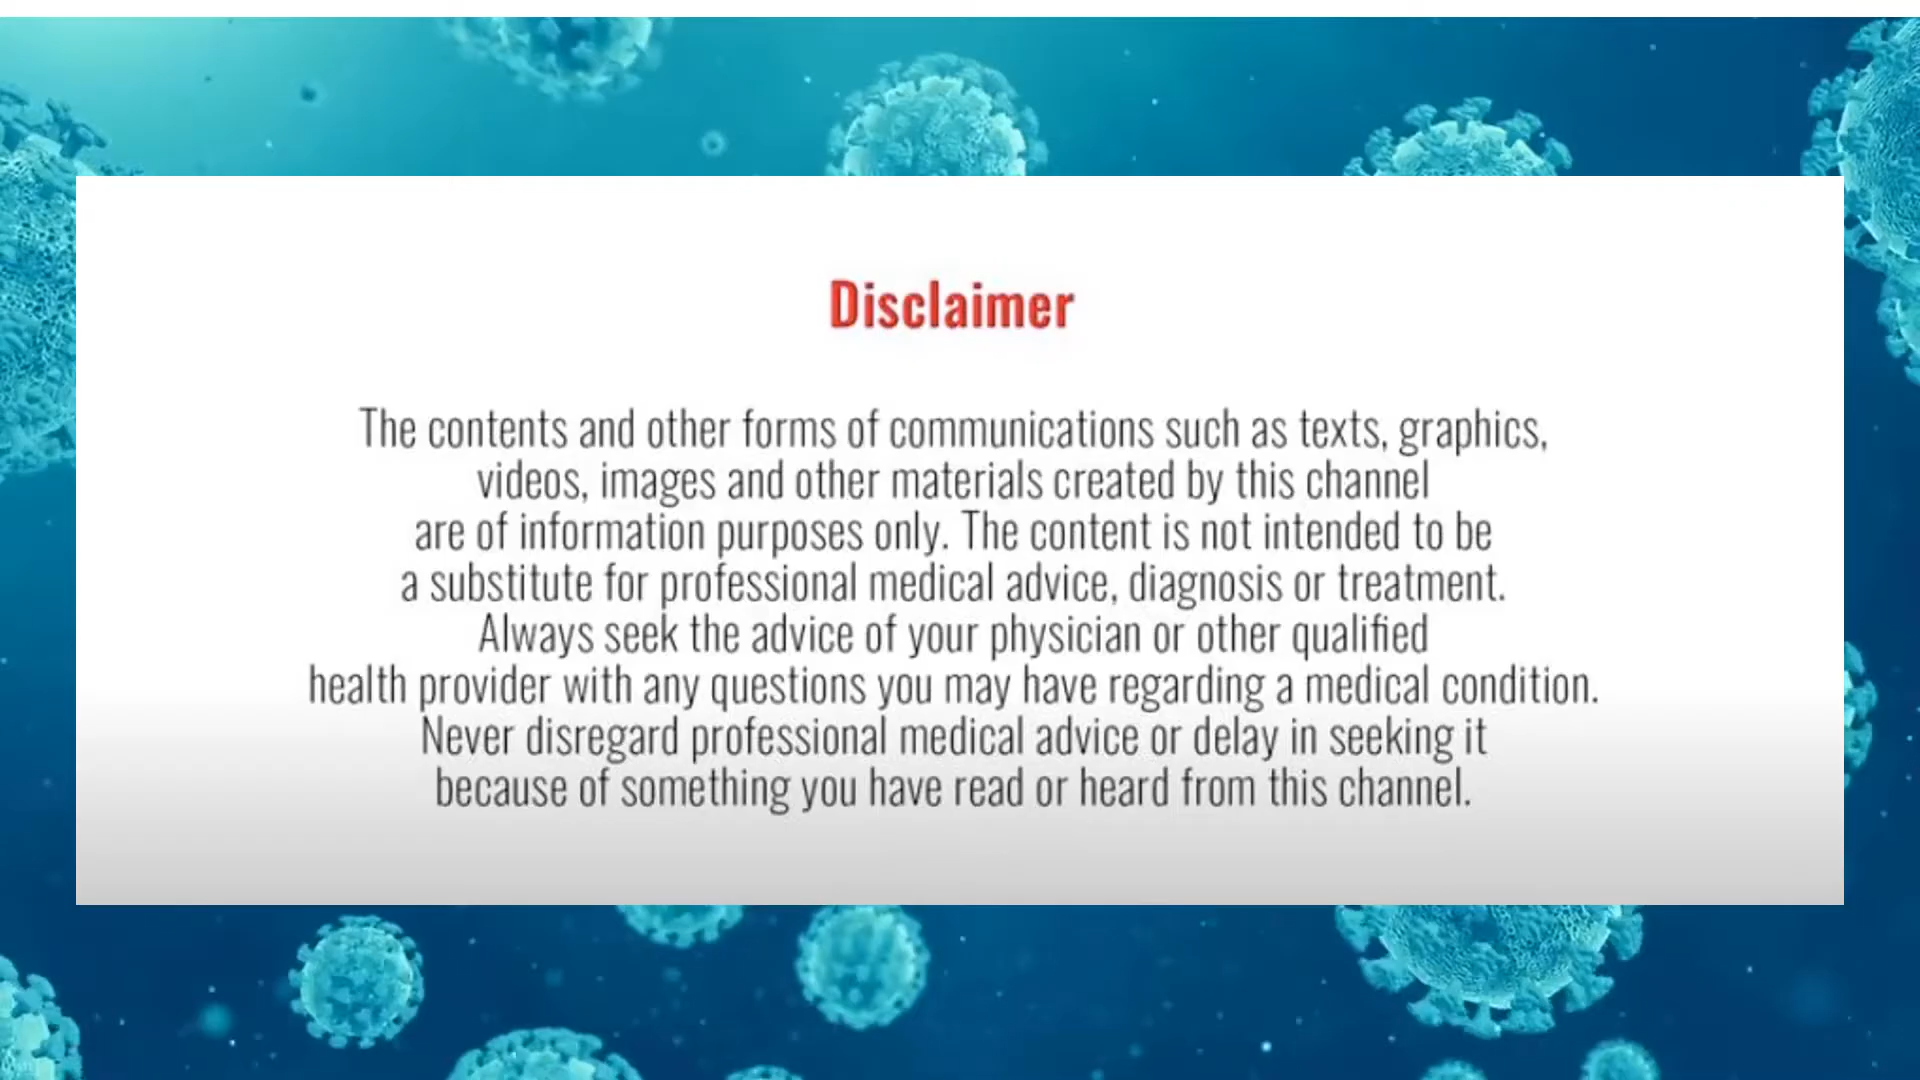 Disclaimer
The contents and other forms of communications such as texts, graphics,
videos, images and other materials created by this channel
are of information purposes only. The content is not intended to be
a substitute for professional medical advice, diagnosis or treatment.
Always seek the advice of your physician or other qualified
health provider with any questions you may have regarding a medical condition.
Never disregard professional medical advice or delay in seeking it
because of something you have read or heard from this channel.